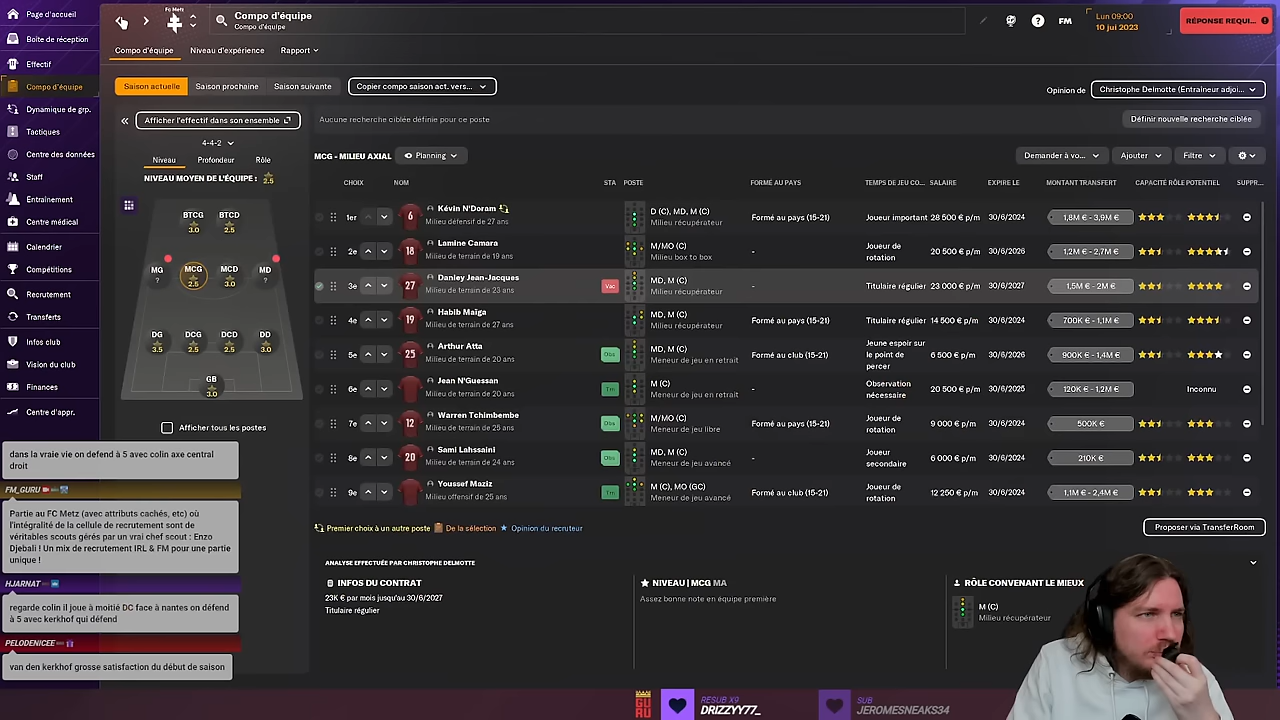 Fc Metz
Compo d'équipe
Compo d'équipe
FM
Lun 09:00
10 jui 2023
RÉPONSE REQUI...
Page d'accueil
Boîte de réception
Effectif
Compo d'équipe
Dynamique de grp.
Tactiques
Centre des données
Staff
Entraînement
Centre médical
Calendrier
Compétitions
Recrutement
Transferts
Infos club
Vision du club
Finances
Centre d'appr.
Compo d'équipe
Niveau d'expérience
Rapport
Saison actuelle
Saison prochaine
Saison suivante
Copier compo saison act. vers...
Opinion de
Christophe Delmotte (Entraîneur adjoi...
Afficher l'effectif dans son ensemble
Aucune recherche ciblée définie pour ce poste
Définir nouvelle recherche ciblée
4-4-2
Niveau
Profondeur
Rôle
NIVEAU MOYEN DE L'ÉQUIPE : 2.5
BTCG
3.0
BTCD
2.5
MG
?
MCG
2.5
MCD
3.0
MD
?
DG
3.5
DCG
2.5
DCD
2.5
DD
3.0
GB
3.0
Afficher tous les postes
MCG - MILIEU AXIAL
Planning
Demander à vo...
Ajouter
Filtre
CHOIX NOM STA POSTE FORMÉ AU PAYS TEMPS DE JEU CO... SALAIRE EXPIRE LE MONTANT TRANSFERT CAPACITÉ RÔLE POTENTIEL SUPPR...
1er 6 Kévin N'Doram Milieu défensif de 27 ans D (C), MD, M (C) Milieu récupérateur Formé au pays (15-21) Joueur important 28 500 € p/m 30/6/2024 1,8M € - 3,9M €
2e 18 Lamine Camara Milieu de terrain de 19 ans M/MO (C) Milieu box to box - Joueur de rotation 20 500 € p/m 30/6/2026 1,2M € - 2,7M €
3e 27 Danley Jean-Jacques Milieu de terrain de 23 ans Vac MD, M (C) Milieu récupérateur - Titulaire régulier 23 000 € p/m 30/6/2027 1,5M € - 2M €
4e 19 Habib Maïga Milieu de terrain de 27 ans MD, M (C) Milieu récupérateur Formé au pays (15-21) Titulaire régulier 14 500 € p/m 30/6/2024 700K € - 1,1M €
5e 25 Arthur Atta Milieu de terrain de 20 ans Obs MD, M (C) Meneur de jeu en retrait Formé au club (15-21) Jeune espoir sur le point de percer 6 500 € p/m 30/6/2026 900K € - 1,4M €
6e Jean N'Guessan Milieu de terrain de 20 ans Tm M (C) Meneur de jeu en retrait - Observation nécessaire 20 500 € p/m 30/6/2025 120K € - 1,2M € Inconnu
7e 12 Warren Tchimbembe Milieu de terrain de 25 ans Obs M/MO (C) Meneur de jeu libre Formé au pays (15-21) Joueur de rotation 9 000 € p/m 30/6/2024 500K €
8e 20 Sami Lahssaini Milieu de terrain de 24 ans Obs MD, M (C) Meneur de jeu avancé - Joueur secondaire 6 000 € p/m 30/6/2024 210K €
9e Youssef Maziz Milieu offensif de 25 ans Tm M (C), MO (GC) Meneur de jeu avancé Formé au club (15-21) Joueur de rotation 12 250 € p/m 30/6/2024 1,1M € - 2,4M €
Premier choix à un autre poste
De la sélection
Opinion du recruteur
Proposer via TransferRoom
ANALYSE EFFECTUÉE PAR CHRISTOPHE DELMOTTE
INFOS DU CONTRAT
23K € par mois jusqu'au 30/6/2027
Titulaire régulier
NIVEAU | MCG MA
Assez bonne note en équipe première
RÔLE CONVENANT LE MIEUX
M (C)
Milieu récupérateur
dans la vraie vie on defend à 5 avec colin axe central
droit
FM_GURU
Partie au FC Metz (avec attributs cachés, etc) où
l'intégralité de la cellule de recrutement sont de
véritables scouts gérés par un vrai chef scout : Enzo
Djebali ! Un mix de recrutement IRL & FM pour une partie
unique !
HJARNAT
regarde colin il joue à moitié DC face à nantes on défend
à 5 avec kerkhof qui défend
PELODENICEE
van den kerkhof grosse satisfaction du début de saison
GURU
RESUB X9
DRIZZYY77_
SUB
JEROMESNEAKS34